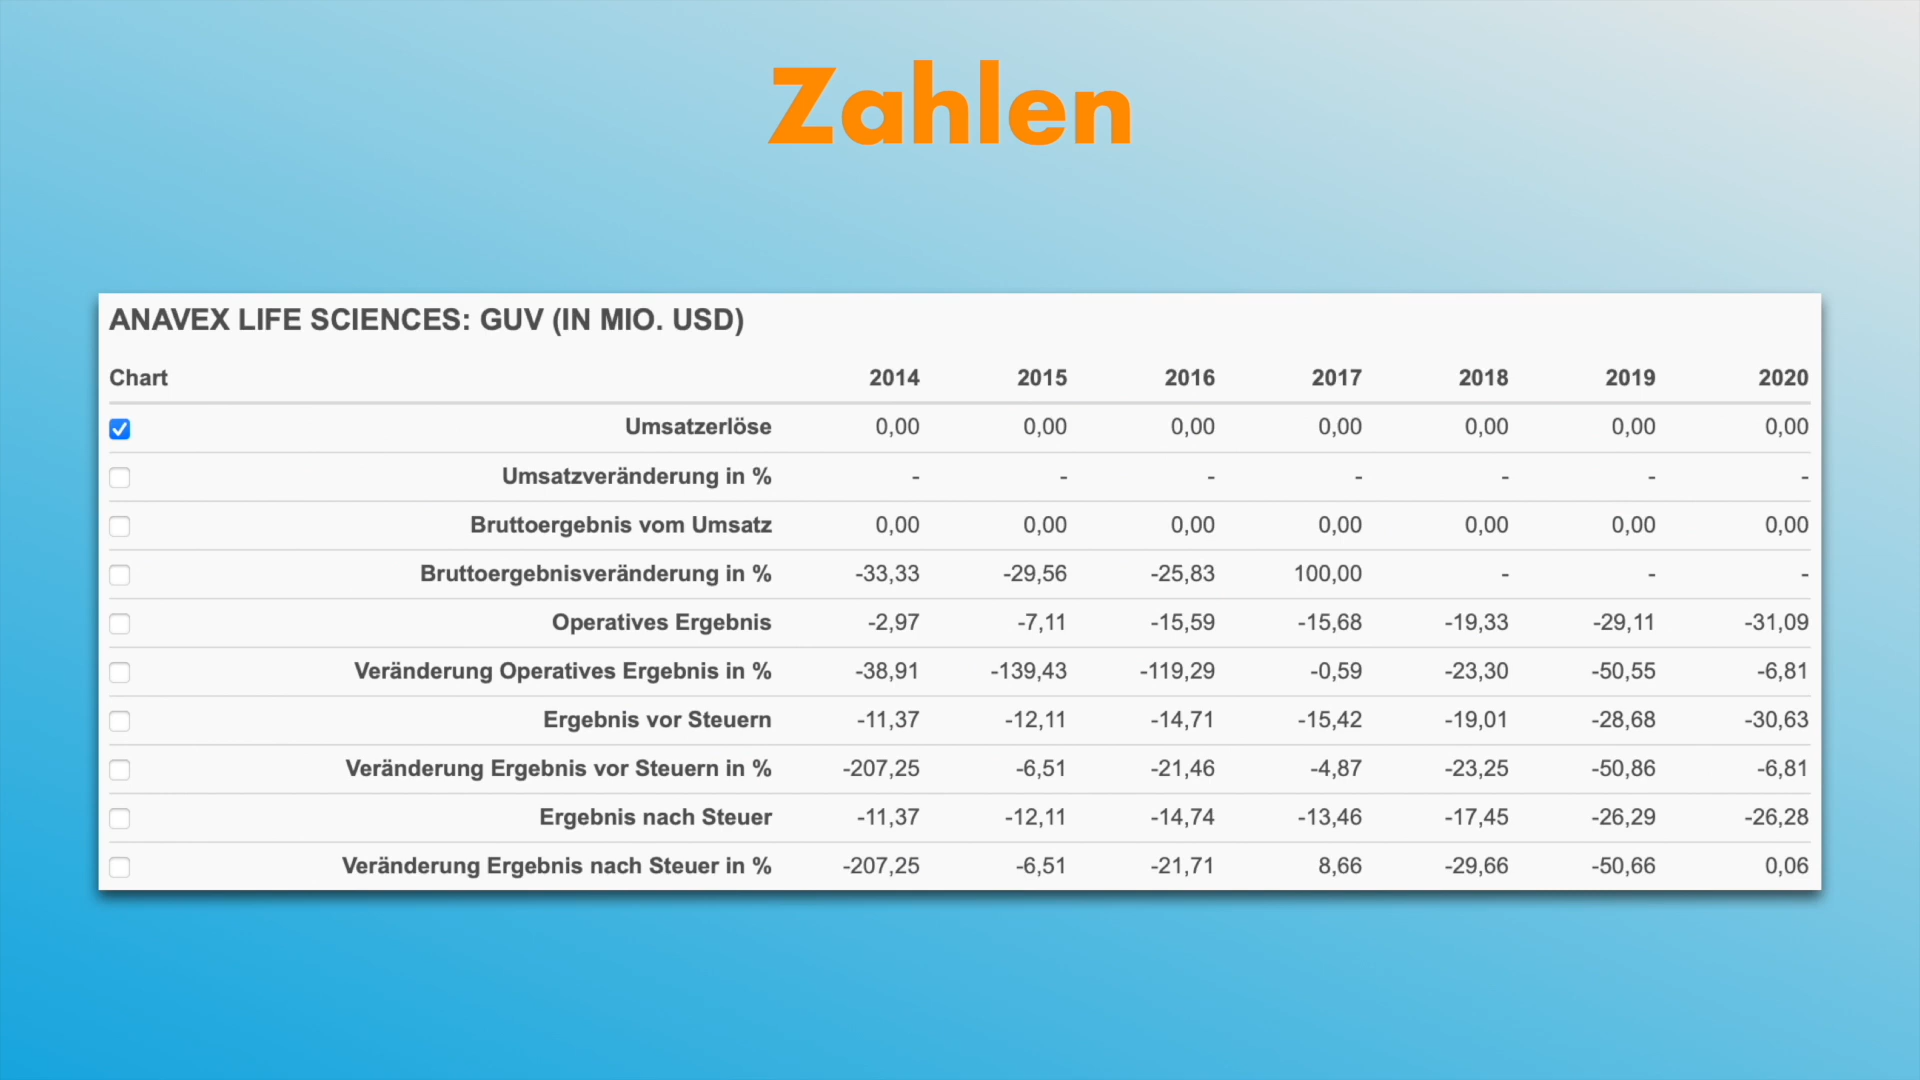 Zahlen
ANAVEX LIFE SCIENCES: GUV (IN MIO. USD)
Chart 2014 2015 2016 2017 2018 2019 2020
Umsatzerlöse 0,00 0,00 0,00 0,00 0,00 0,00 0,00
Umsatzveränderung in % - - - - - - -
Bruttoergebnis vom Umsatz 0,00 0,00 0,00 0,00 0,00 0,00 0,00
Bruttoergebnisveränderung in % -33,33 -29,56 -25,83 100,00 - - -
Operatives Ergebnis -2,97 -7,11 -15,59 -15,68 -19,33 -29,11 -31,09
Veränderung Operatives Ergebnis in % -38,91 -139,43 -119,29 -0,59 -23,30 -50,55 -6,81
Ergebnis vor Steuern -11,37 -12,11 -14,71 -15,42 -19,01 -28,68 -30,63
Veränderung Ergebnis vor Steuern in % -207,25 -6,51 -21,46 -4,87 -23,25 -50,86 -6,81
Ergebnis nach Steuer -11,37 -12,11 -14,74 -13,46 -17,45 -26,29 -26,28
Veränderung Ergebnis nach Steuer in % -207,25 -6,51 -21,71 8,66 -29,66 -50,66 0,06